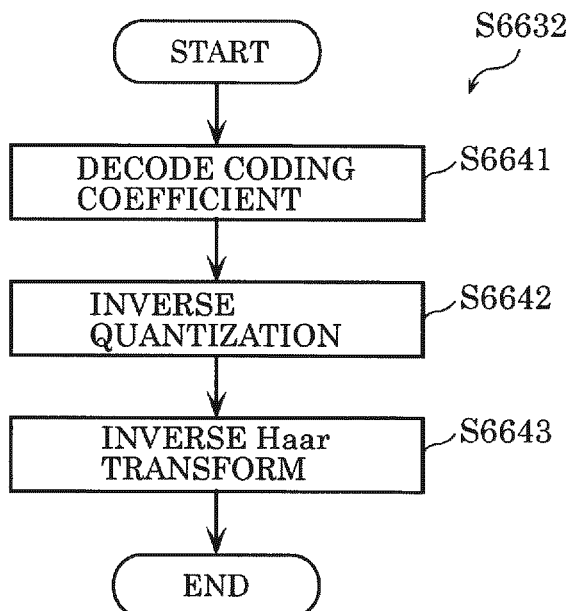 S6632
START
DECODE CODING
COEFFICIENT
S6641
INVERSE
QUANTIZATION
S6642
INVERSE Haar
TRANSFORM
S6643
END